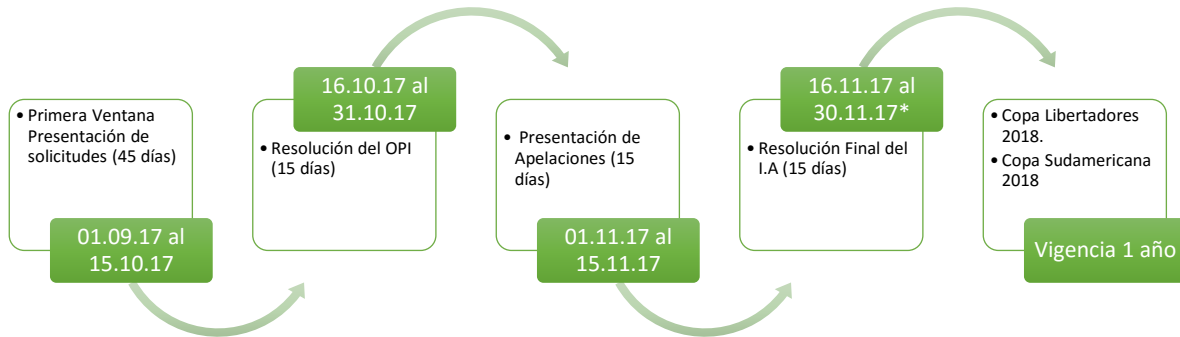 • Primera Ventana
Presentación de
solicitudes (45 días)
01.09.17 al
15.10.17
16.10.17 al
31.10.17
• Resolución del OPI
(15 días)
• Presentación de
Apelaciones (15
días)
01.11.17 al
15.11.17
16.11.17 al
30.11.17*
• Resolución Final del
I.A (15 días)
• Copa Libertadores
2018.
• Copa Sudamericana
2018
Vigencia 1 año